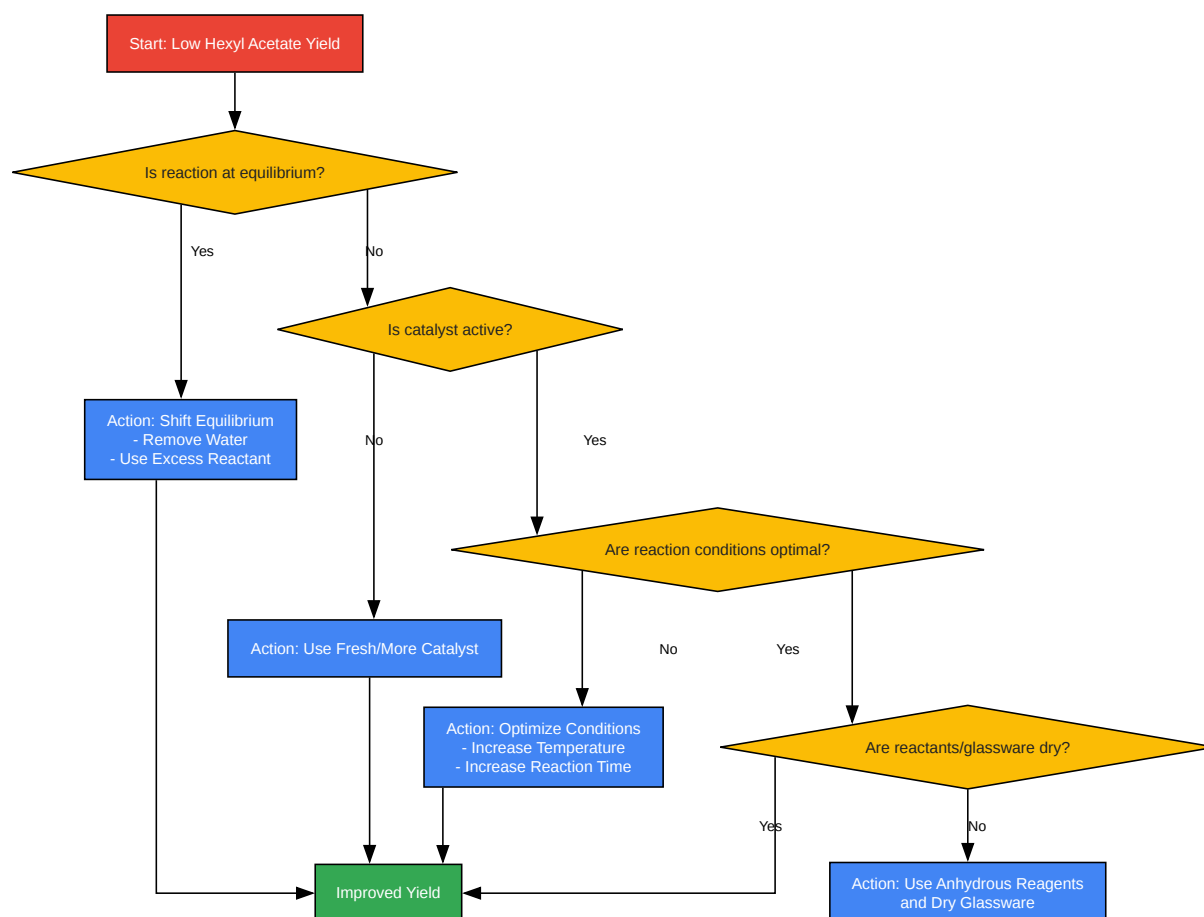 Start: Low Hexyl Acetate Yield
Is reaction at equilibrium?
Yes
No
Is catalyst active?
Action: Shift Equilibrium
- Remove Water
- Use Excess Reactant
No
Yes
Are reaction conditions optimal?
Action: Use Fresh/More Catalyst
No
Yes
Action: Optimize Conditions
- Increase Temperature
- Increase Reaction Time
Are reactants/glassware dry?
Yes
No
Improved Yield
Action: Use Anhydrous Reagents
and Dry Glassware